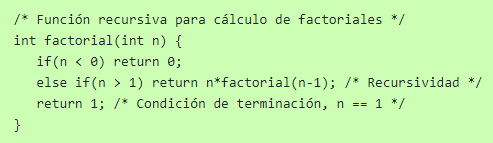 /* Función recursiva para cálculo de factoriales */
int factorial(int n) {
   if(n < 0) return 0;
   else if(n > 1) return n*factorial(n-1); /* Recursividad */
   return 1; /* Condición de terminación, n == 1 */
}